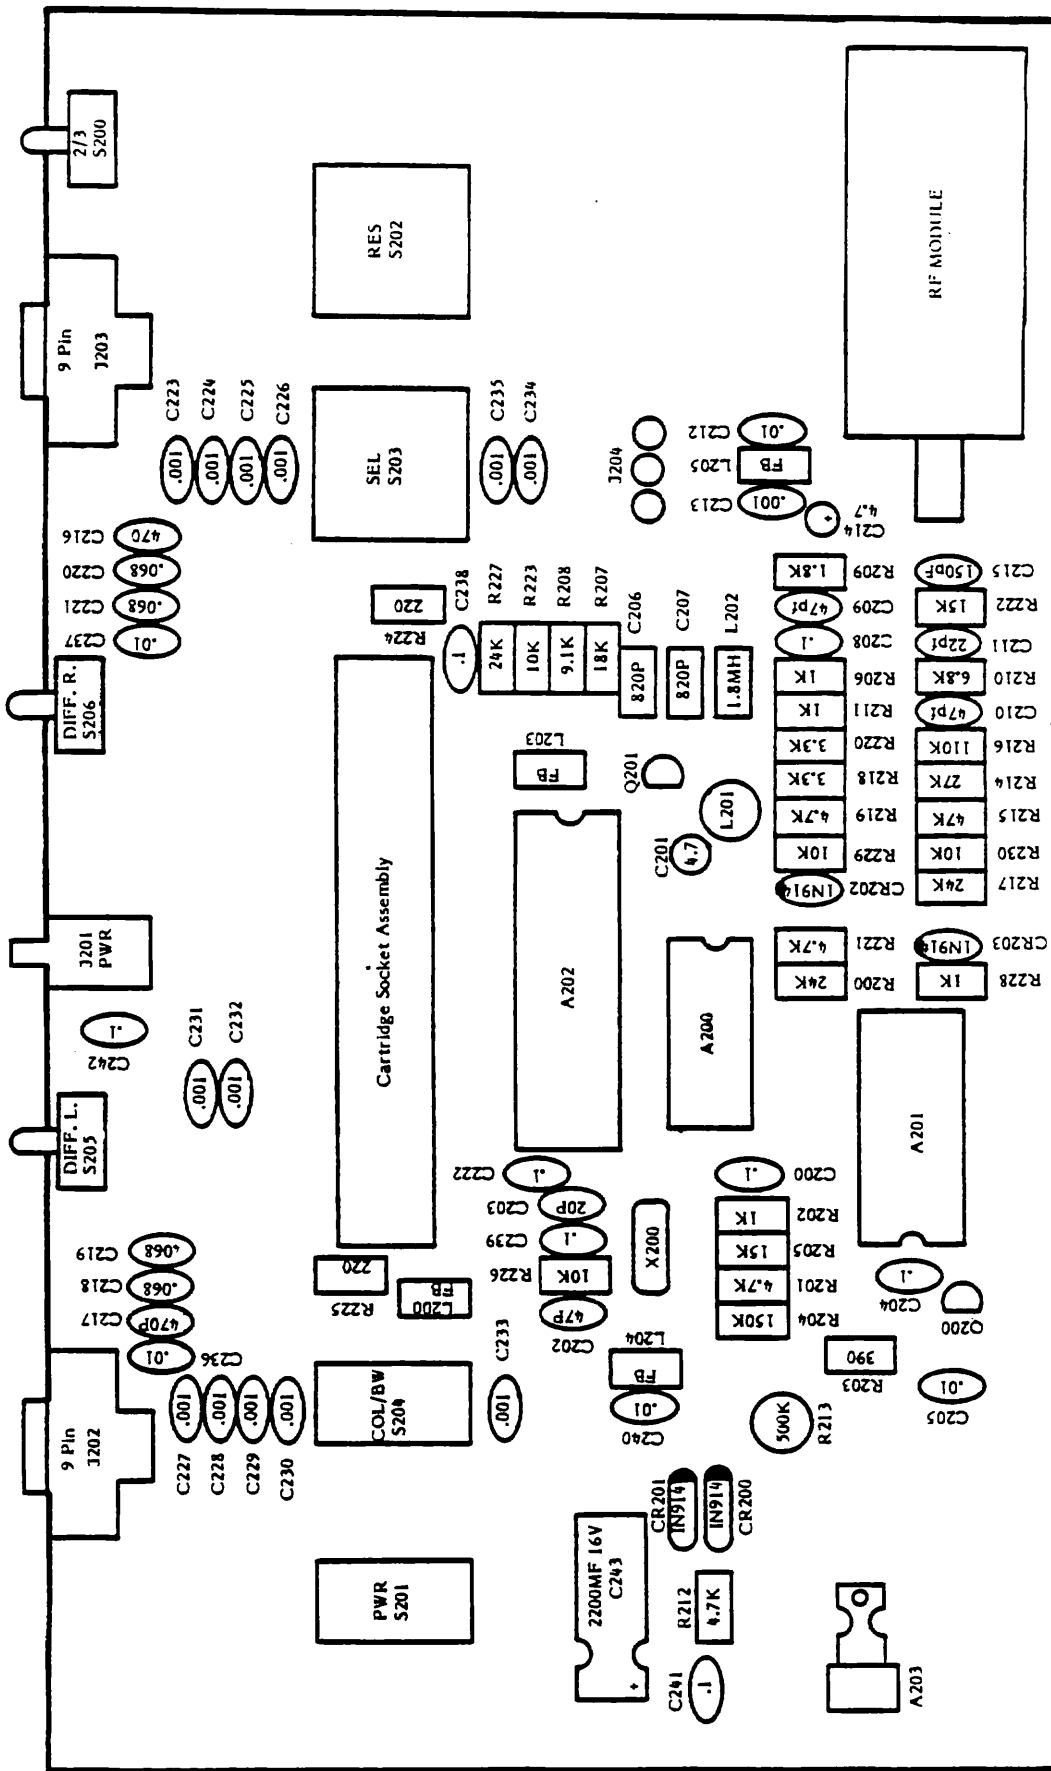 2/3
S200
9 Pin
J203
RES
S202
RF MODULE
C223
C224
C225
C226
.001
.001
.001
.001
SEL
S203
C235
C234
.001
.001
J204
C212
.01
L205
FB
C213
.001
C214
4.7
+
C216
470
C220
.068
C221
.068
C237
.01
DIFF. R.
S206
220
R224
C238
.1
R227
24K
R223
10K
R208
9.1K
R207
18K
C206
820P
C207
820P
L202
1.8MH
1.8K
R209
47pf
C209
.1
C208
1K
R206
1K
R211
3.3K
R220
3.3K
R218
4.7K
R219
10K
R229
1N914
CR202
150pF
C215
15K
R222
22pf
C211
6.8K
R210
47pf
C210
110K
R216
27K
R214
47K
R215
10K
R230
24K
R217
L203
FB
Q201
L201
C201
4.7
J201
PWR
.1
C242
C231
C232
.001
.001
Cartridge Socket Assembly
A202
A200
4.7K
R221
24K
R200
1N914
CR203
1K
R228
A201
DIFF. L.
S205
C222
.1
C203
20P
C239
.1
R226
10K
C202
47P
X200
.1
C200
1K
R202
15K
R205
4.7K
R201
150K
R204
.1
C204
Q200
C219
.068
C218
.068
C217
470P
.01
C236
220
R225
FB
L200
9 Pin
J202
.001
.001
.001
.001
C227
C228
C229
C230
COL/BW
S204
C233
.001
L204
FB
.01
C240
390
R203
.01
C205
500K
R213
CR201
IN914
IN914
CR200
PWR
S201
2200MF 16V
C243
+
R212
4.7K
C241
.1
A203